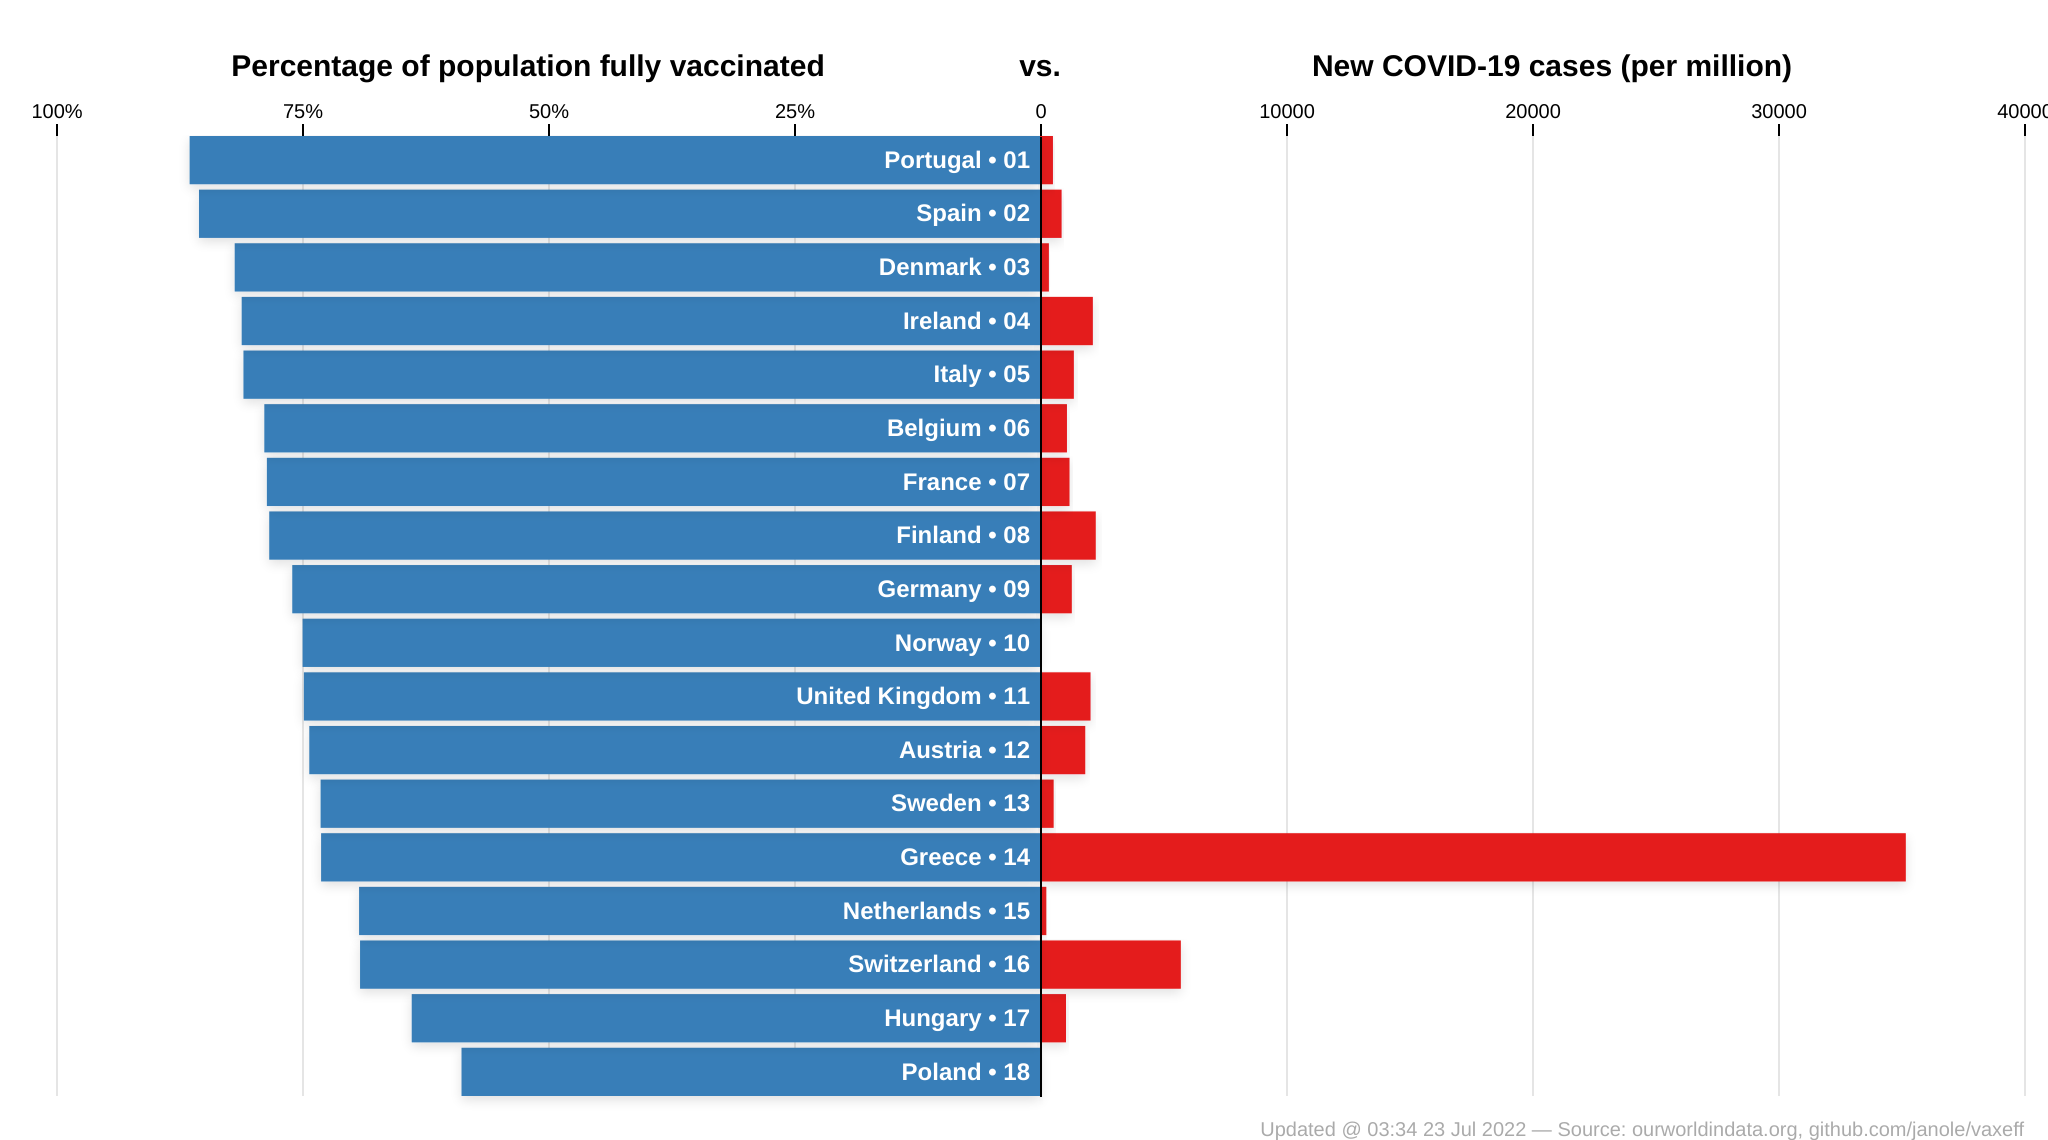 Percentage of population fully vaccinated vs. New COVID-19 cases (per million)
100% 75% 50% 25% 0 10000 20000 30000 40000
Portugal • 01
Spain • 02
Denmark • 03
Ireland • 04
Italy • 05
Belgium • 06
France • 07
Finland • 08
Germany • 09
Norway • 10
United Kingdom • 11
Austria • 12
Sweden • 13
Greece • 14
Netherlands • 15
Switzerland • 16
Hungary • 17
Poland • 18
Updated @ 03:34 23 Jul 2022 — Source: ourworldindata.org, github.com/janole/vaxeff